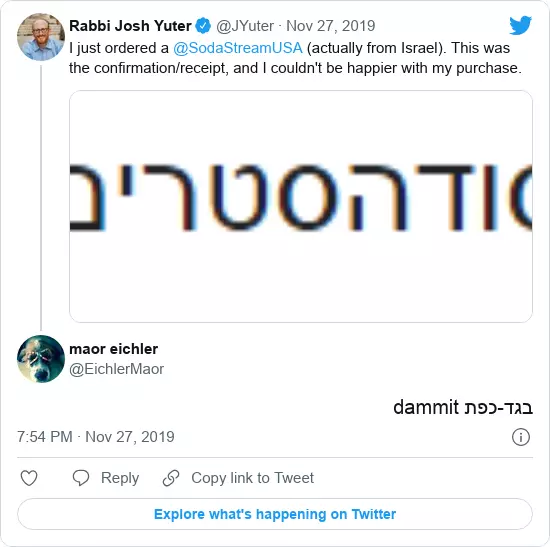 Rabbi Josh Yuter @JYuter · Nov 27, 2019
I just ordered a @SodaStreamUSA (actually from Israel). This was
the confirmation/receipt, and I couldn't be happier with my purchase.
סודהסטרים
maor eichler
@EichlerMaor
בגד-כפת dammit
7:54 PM · Nov 27, 2019
Reply Copy link to Tweet
Explore what's happening on Twitter